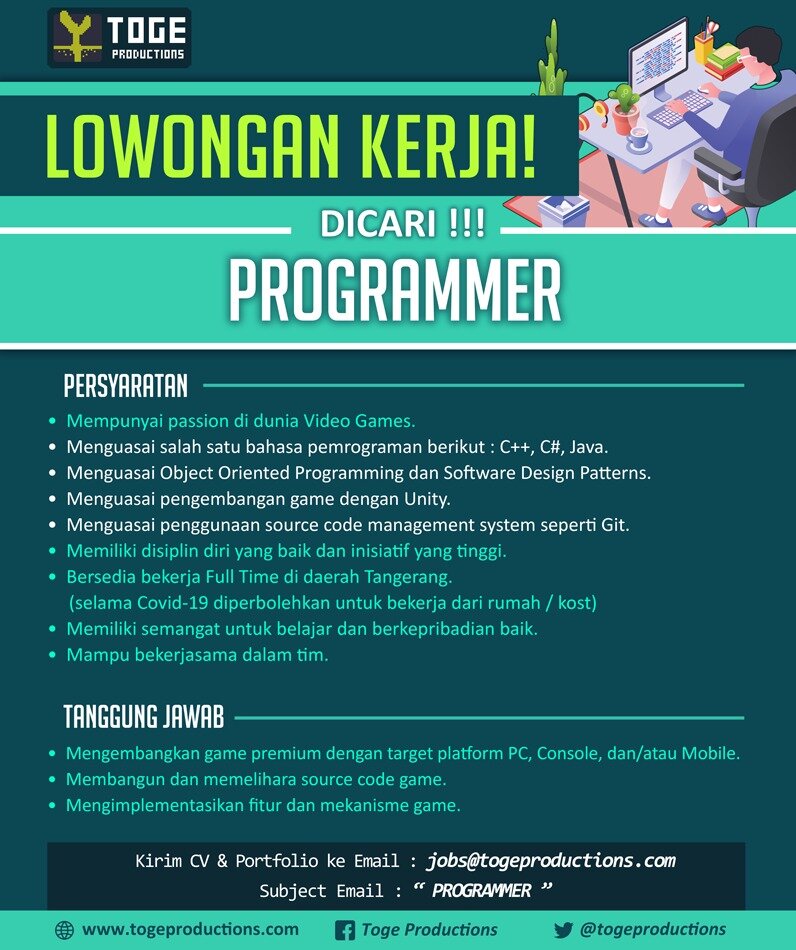 TOGE
PRODUCTIONS
LOWONGAN KERJA!
DICARI !!!
PROGRAMMER
PERSYARATAN
• Mempunyai passion di dunia Video Games.
• Menguasai salah satu bahasa pemrograman berikut : C++, C#, Java.
• Menguasai Object Oriented Programming dan Software Design Patterns.
• Menguasai pengembangan game dengan Unity.
• Menguasai penggunaan source code management system seperti Git.
• Memiliki disiplin diri yang baik dan inisiatif yang tinggi.
• Bersedia bekerja Full Time di daerah Tangerang.
(selama Covid-19 diperbolehkan untuk bekerja dari rumah / kost)
• Memiliki semangat untuk belajar dan berkepribadian baik.
• Mampu bekerjasama dalam tim.
TANGGUNG JAWAB
• Mengembangkan game premium dengan target platform PC, Console, dan/atau Mobile.
• Membangun dan memelihara source code game.
• Mengimplementasikan fitur dan mekanisme game.
Kirim CV & Portfolio ke Email : jobs@togeproductions.com
Subject Email : “ PROGRAMMER ”
www.togeproductions.com Toge Productions @togeproductions